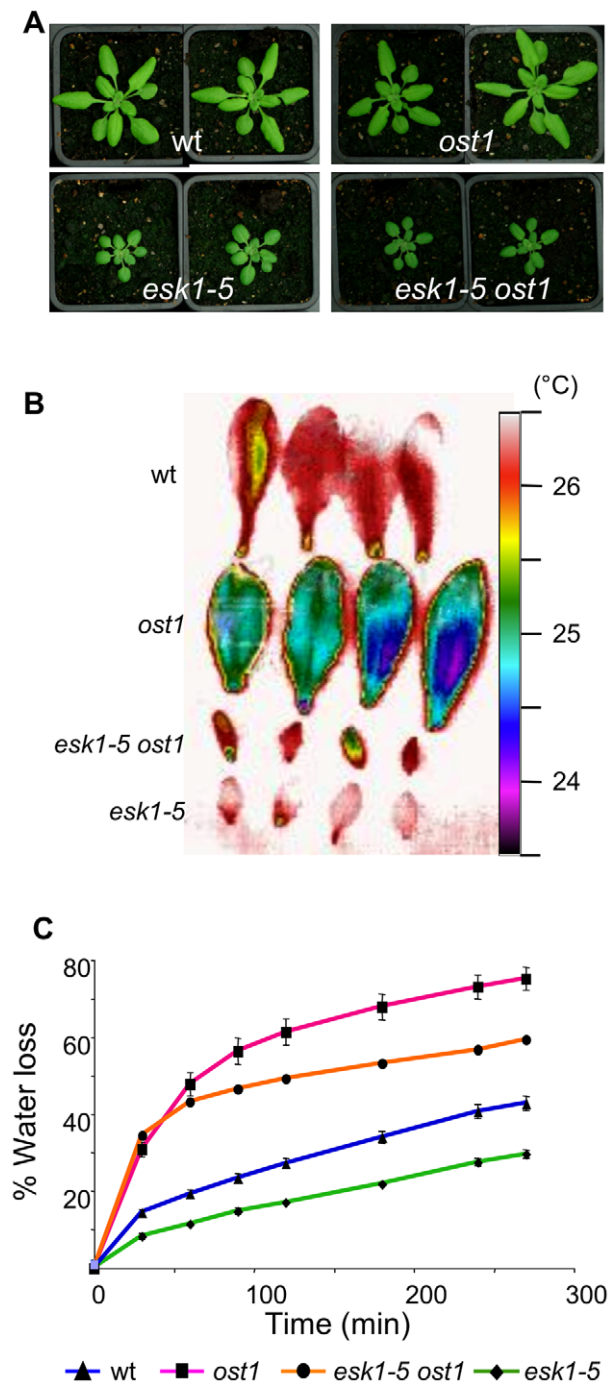 A
wt
ost1
esk1-5
esk1-5 ost1
B
(°C)
wt
26
ost1
25
esk1-5 ost1
24
esk1-5
C
80
60
40
20
% Water loss
0 100 200 300
Time (min)
wt ost1 esk1-5 ost1 esk1-5